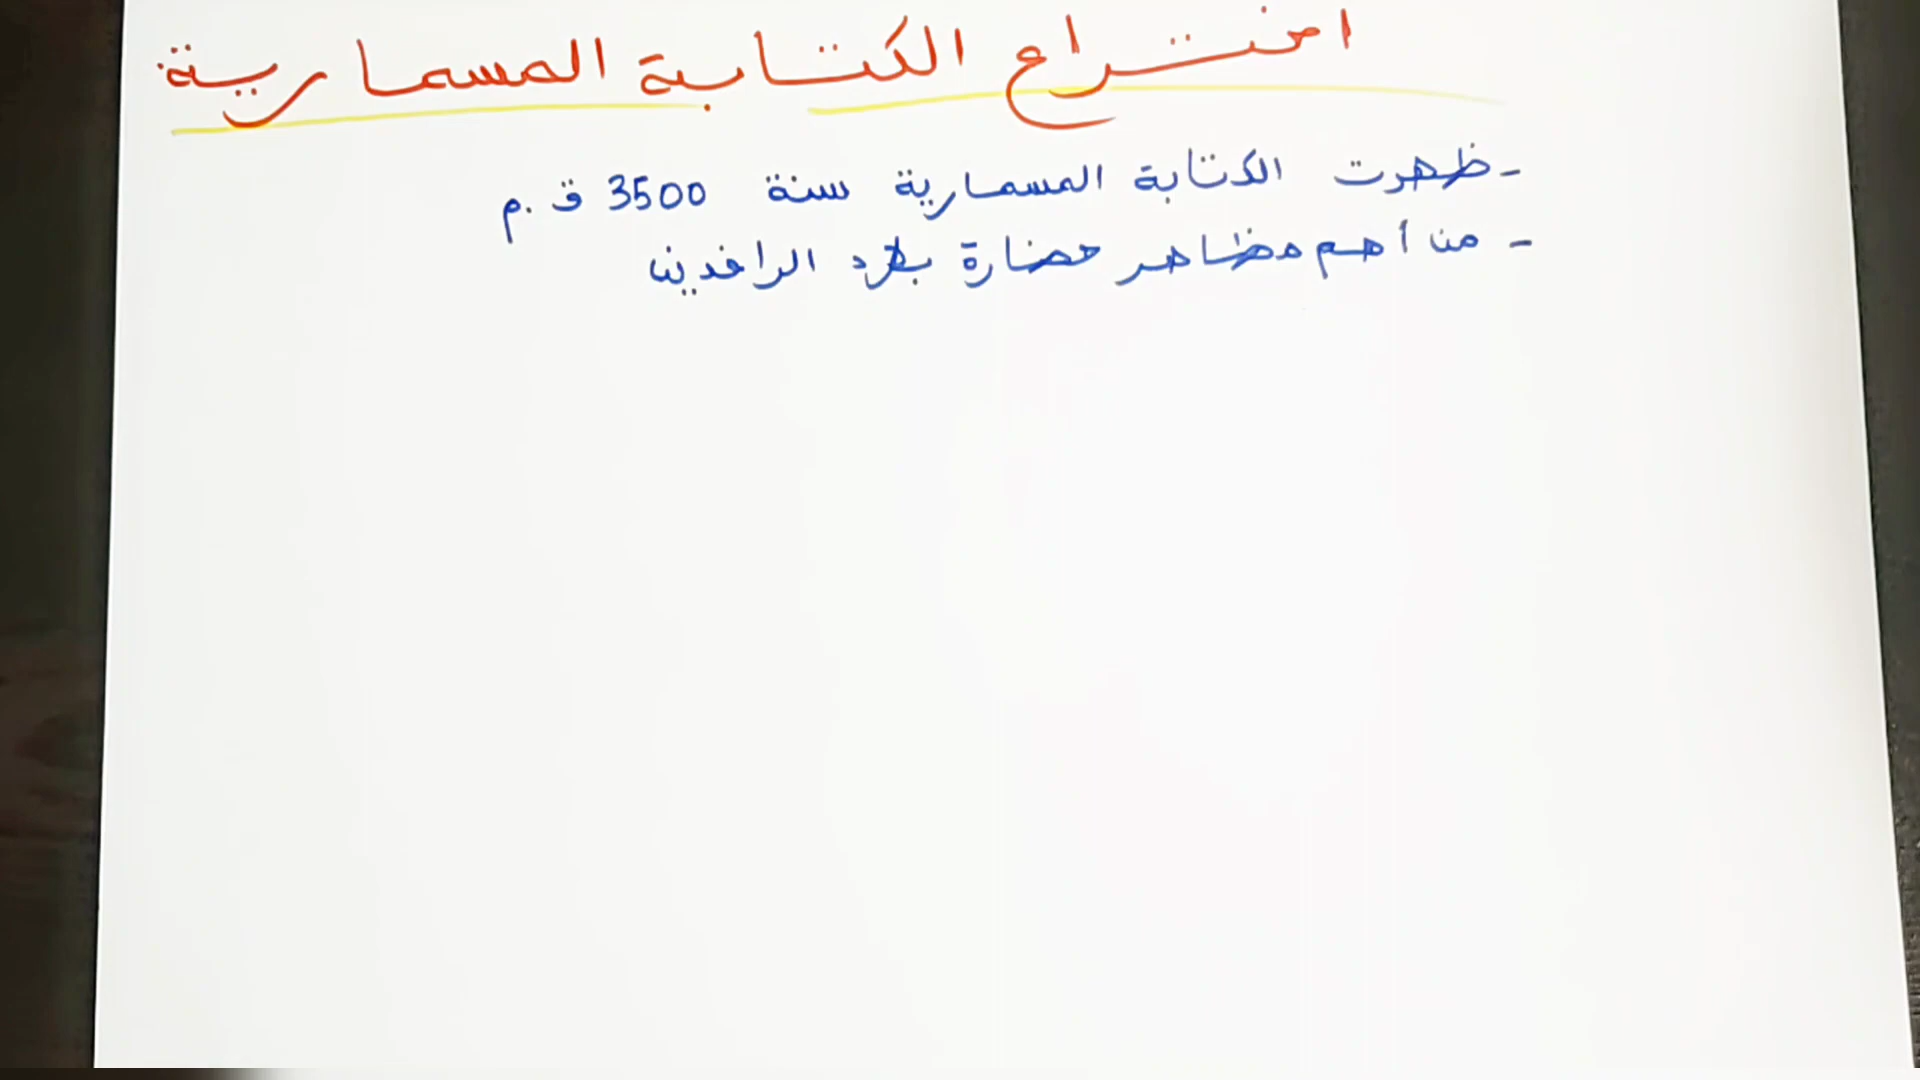 اختراع الكتابة المسمارية
- ظهرت الكتابة المسمارية سنة 3500 ق.م
- من أهم مظاهر حضارة بلاد الرافدين